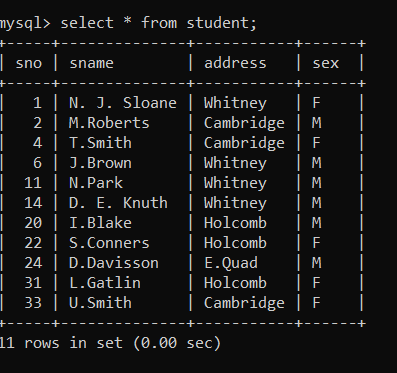 mysql> select * from student;
+-----+--------------+-----------+------+
| sno | sname        | address   | sex  |
+-----+--------------+-----------+------+
|   1 | N. J. Sloane | Whitney   | F    |
|   2 | M.Roberts    | Cambridge | M    |
|   4 | T.Smith      | Cambridge | F    |
|   6 | J.Brown      | Whitney   | M    |
|  11 | N.Park       | Whitney   | M    |
|  14 | D. E. Knuth  | Whitney   | M    |
|  20 | I.Blake      | Holcomb   | M    |
|  22 | S.Conners    | Holcomb   | F    |
|  24 | D.Davisson   | E.Quad    | M    |
|  31 | L.Gatlin     | Holcomb   | F    |
|  33 | U.Smith      | Cambridge | F    |
+-----+--------------+-----------+------+
11 rows in set (0.00 sec)